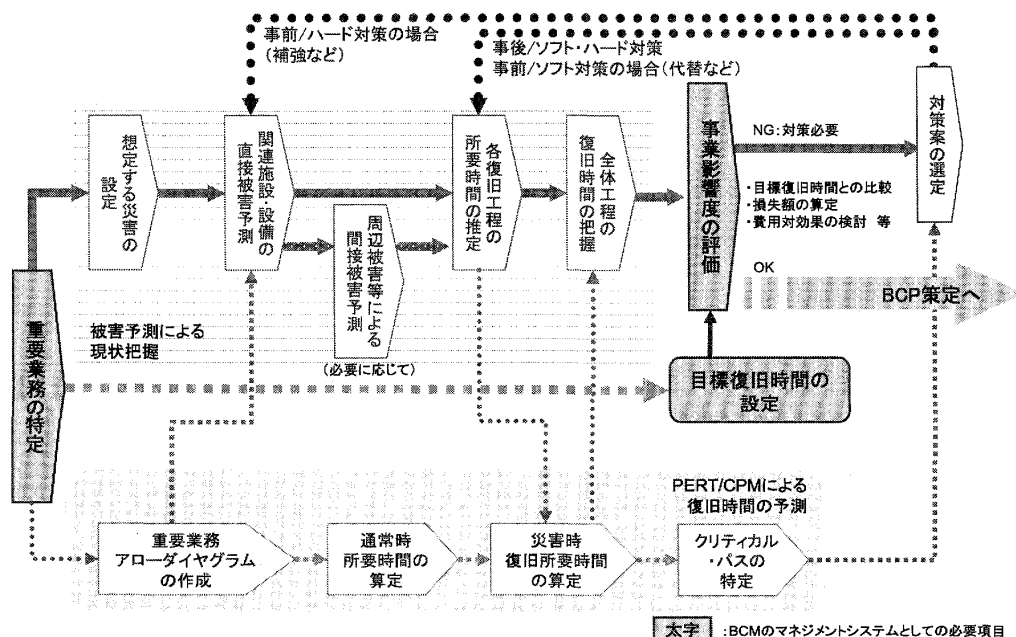 事前/ハード対策の場合
(補強など)
事後/ソフト・ハード対策
事前/ソフト対策の場合(代替など)
想定する災害の
設定
関連施設・設備の
直接被害予測
周辺被害等による
間接被害予測
(必要に応じて)
各復旧工程の
所要時間の推定
全体工程の
復旧時間の把握
事業影響度の評価
NG:対策必要
・目標復旧時間との比較
・損失額の算定
・費用対効果の検討 等
対策案の選定
OK
BCP策定へ
重要業務の特定
被害予測による
現状把握
目標復旧時間の
設定
PERT/CPMによる
復旧時間の予測
重要業務
アローダイヤグラム
の作成
通常時
所要時間の
算定
災害時
復旧所要時間
の算定
クリティカル
・パスの
特定
太字 :BCMのマネジメントシステムとしての必要項目